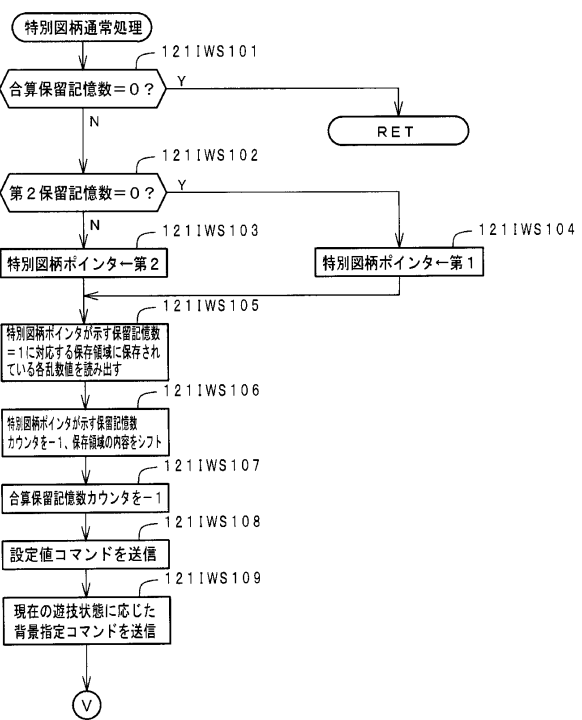 特別図柄通常処理
121IWS101
合算保留記憶数=0?
Y
N
RET
121IWS102
第2保留記憶数=0?
Y
N
121IWS103
121IWS104
特別図柄ポインタ←第2
特別図柄ポインタ←第1
121IWS105
特別図柄ポインタが示す保留記憶数
=1に対応する保存領域に保存され
ている各乱数値を読み出す
121IWS106
特別図柄ポインタが示す保留記憶数
カウンタを-1、保存領域の内容をシフト
121IWS107
合算保留記憶数カウンタを-1
121IWS108
設定値コマンドを送信
121IWS109
現在の遊技状態に応じた
背景指定コマンドを送信
V